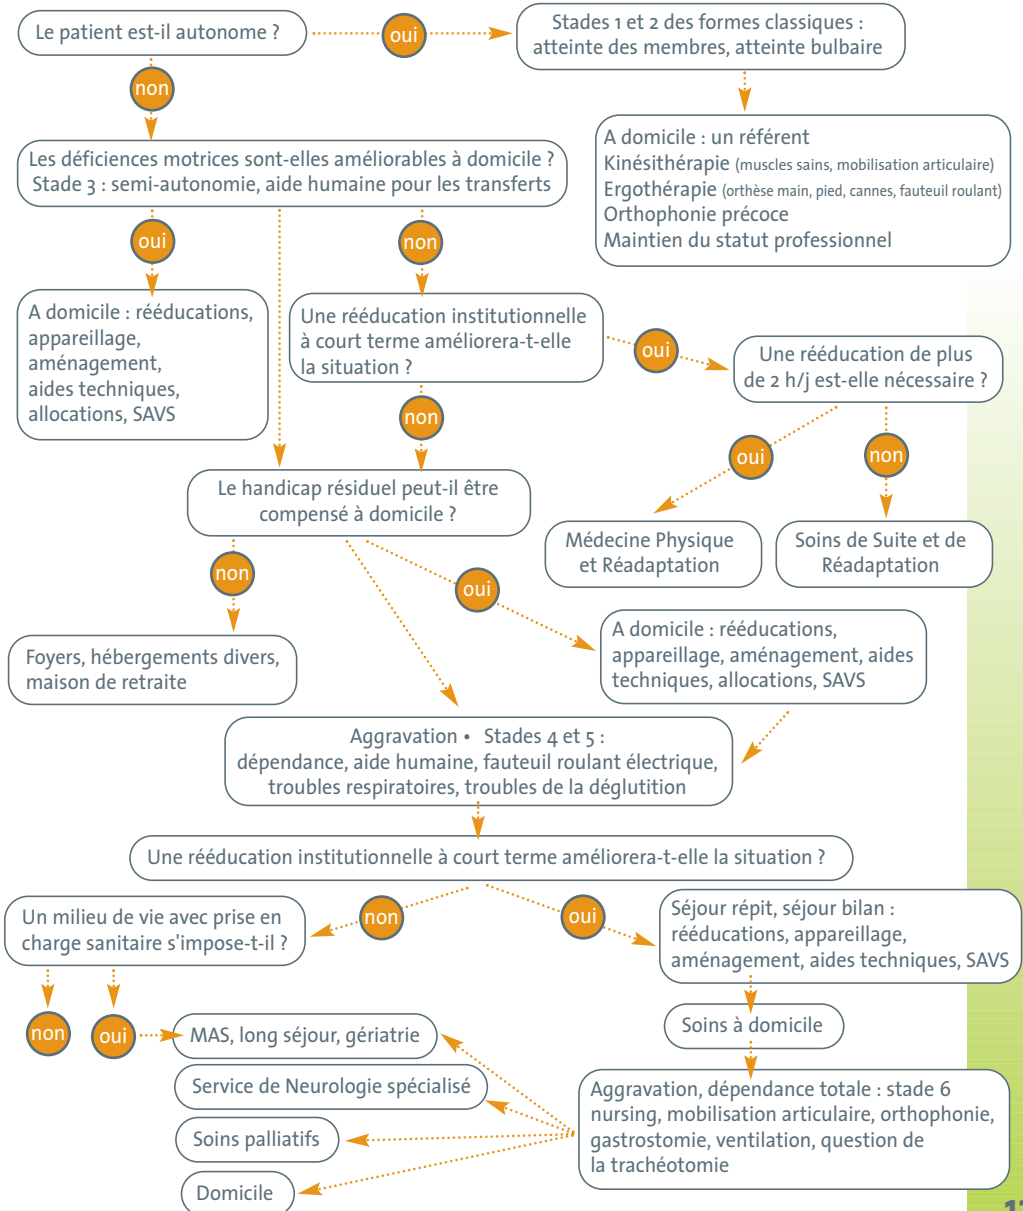 Le patient est-il autonome ?
oui
Stades 1 et 2 des formes classiques :
atteinte des membres, atteinte bulbaire
non
A domicile : un référent
Kinésithérapie (muscles sains, mobilisation articulaire)
Ergothérapie (orthèse main, pied, cannes, fauteuil roulant)
Orthophonie précoce
Maintien du statut professionnel
Les déficiences motrices sont-elles améliorables à domicile ?
Stade 3 : semi-autonomie, aide humaine pour les transferts
oui
non
A domicile : rééducations,
appareillage,
aménagement,
aides techniques,
allocations, SAVS
Une rééducation institutionnelle
à court terme améliorera-t-elle
la situation ?
oui
Une rééducation de plus
de 2 h/j est-elle nécessaire ?
non
oui
non
Le handicap résiduel peut-il être
compensé à domicile ?
Médecine Physique
et Réadaptation
Soins de Suite et de
Réadaptation
non
oui
Foyers, hébergements divers,
maison de retraite
A domicile : rééducations,
appareillage, aménagement, aides
techniques, allocations, SAVS
Aggravation • Stades 4 et 5 :
dépendance, aide humaine, fauteuil roulant électrique,
troubles respiratoires, troubles de la déglutition
Une rééducation institutionnelle à court terme améliorera-t-elle la situation ?
non
oui
Un milieu de vie avec prise en
charge sanitaire s'impose-t-il ?
Séjour répit, séjour bilan :
rééducations, appareillage,
aménagement, aides techniques, SAVS
non
oui
MAS, long séjour, gériatrie
Soins à domicile
Service de Neurologie spécialisé
Soins palliatifs
Domicile
Aggravation, dépendance totale : stade 6
nursing, mobilisation articulaire, orthophonie,
gastrostomie, ventilation, question de
la trachéotomie